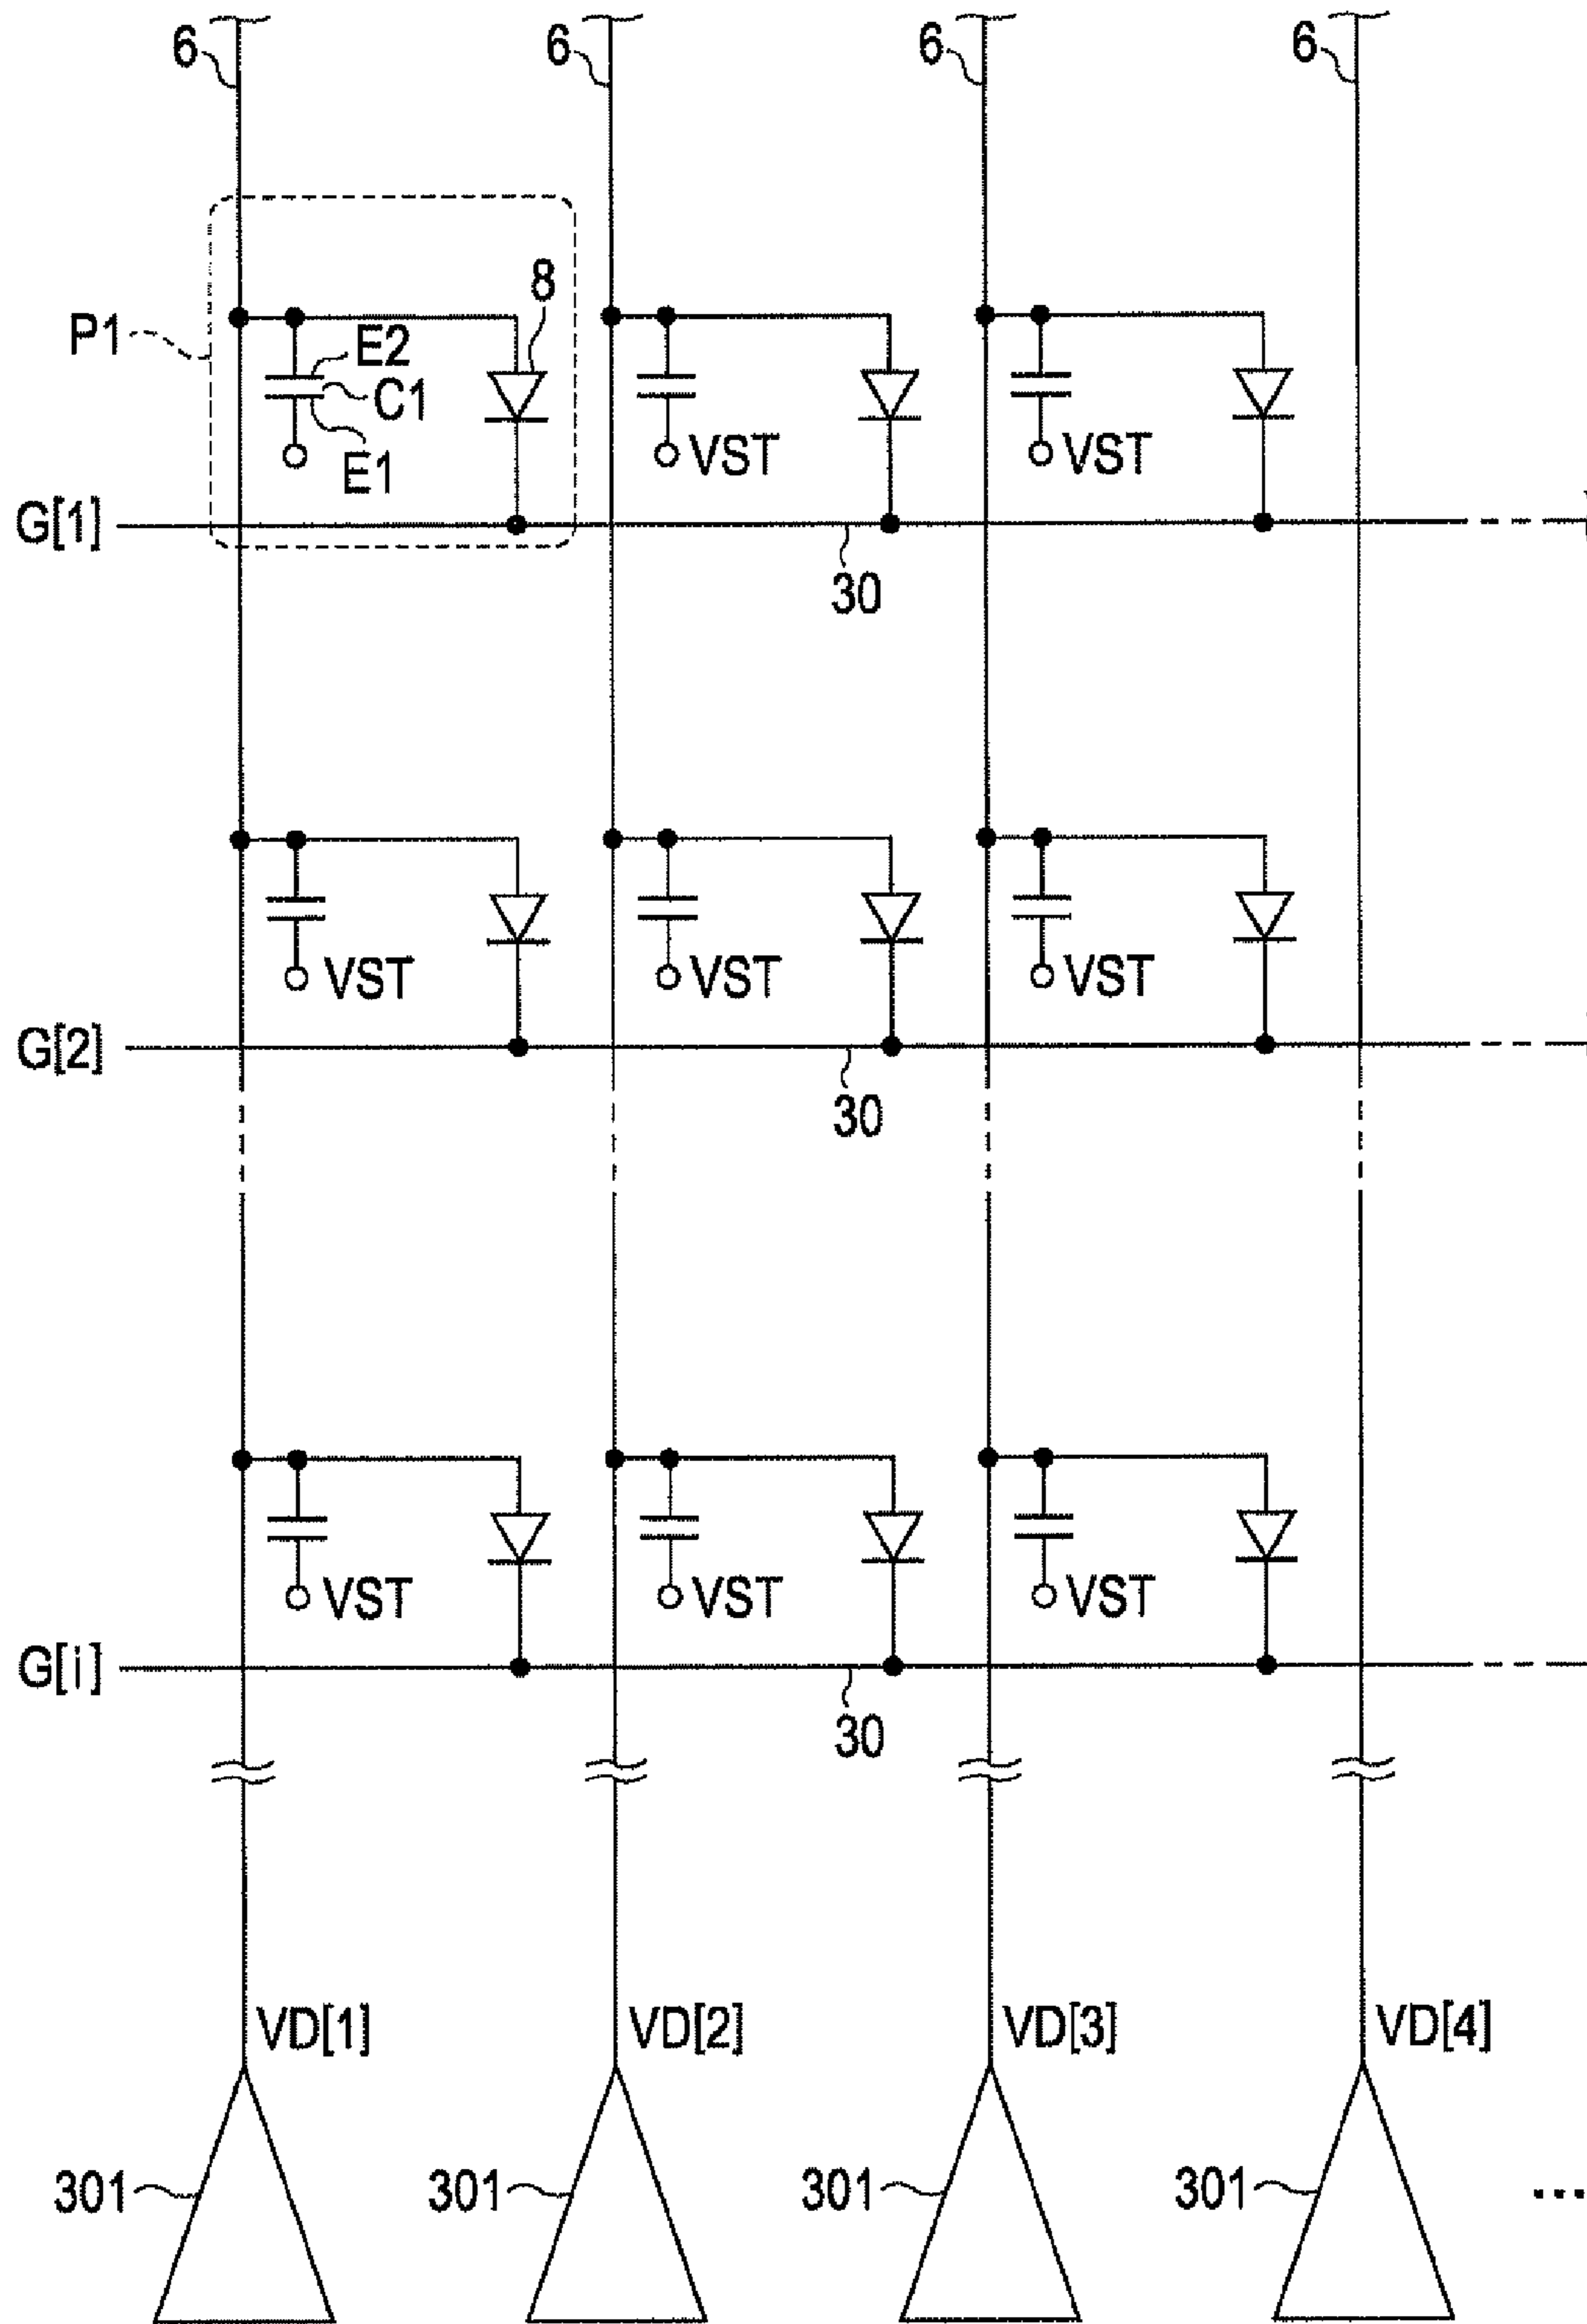 6 6 6 6
8
P1
E2
C1
E1 VST VST
G[1]
30
VST VST VST
G[2]
30
VST VST VST
G[i]
30
VD[1] VD[2] VD[3] VD[4]
301 301 301 301 ...